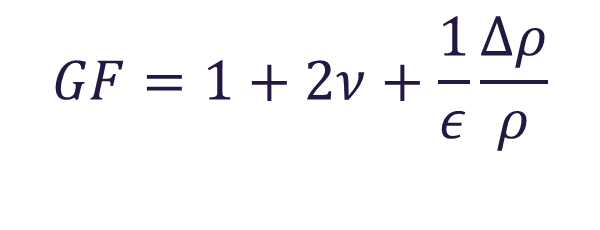 GF = 1 + 2ν + 1/ϵ Δρ/ρ